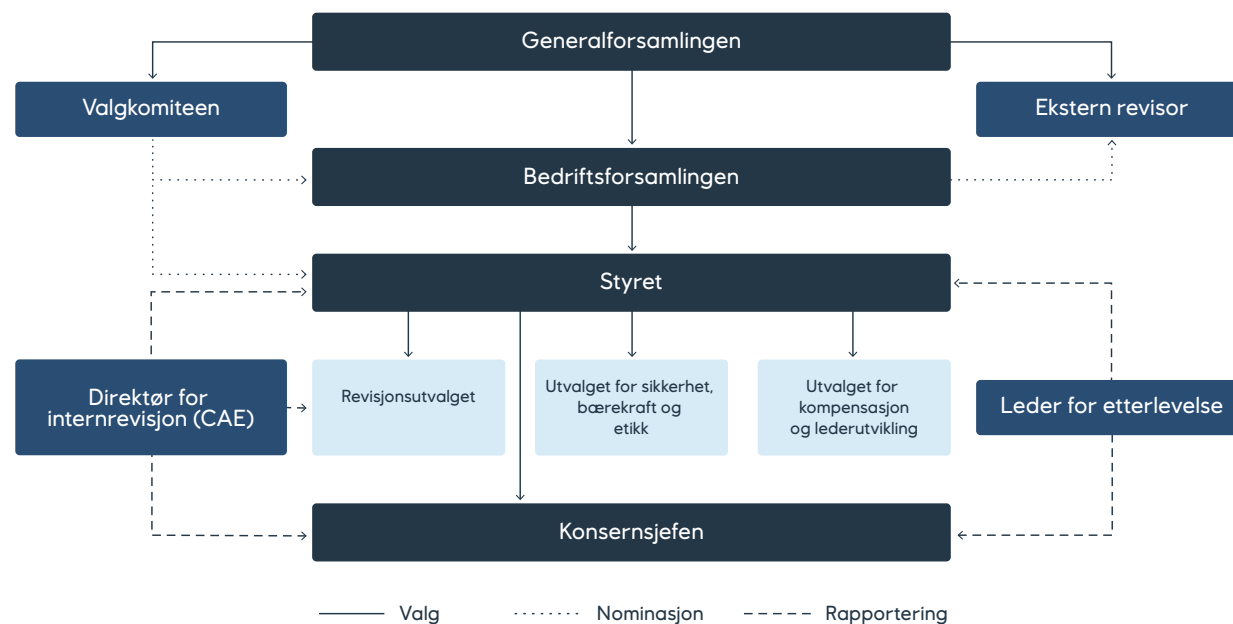 Generalforsamlingen
Valgkomiteen
Ekstern revisor
Bedriftsforsamlingen
Styret
Direktør for
internrevisjon (CAE)
Revisjonsutvalget
Utvalget for sikkerhet,
bærekraft og
etikk
Utvalget for
kompensasjon
og lederutvikling
Leder for etterlevelse
Konsernsjefen
Valg
Nominasjon
Rapportering